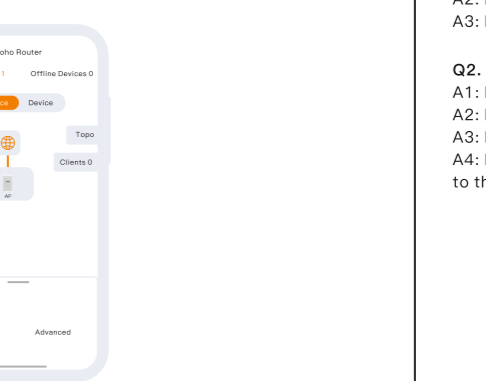 oho Router
1 Offline Devices 0
ce Device
Topo
Clients 0
AP
Advanced
A2:
A3:
Q2.
A1:
A2:
A3:
A4:
to th